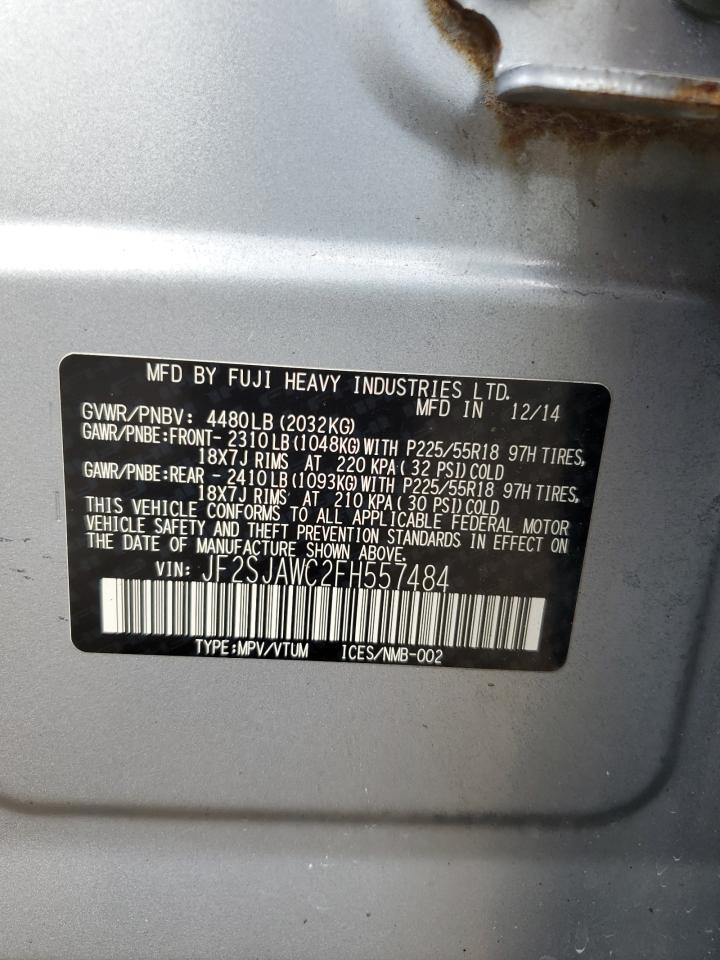 MFD BY FUJI HEAVY INDUSTRIES LTD.
MFD IN 12/14
GVWR/PNBV: 4480LB(2032KG)
GAWR/PNBE:FRONT- 2310LB(1048KG)WITH P225/55R18 97H TIRES,
18X7J RIMS AT 220KPA(32 PSI)COLD
GAWR/PNBE:REAR - 2410LB(1093KG)WITH P225/55R18 97H TIRES,
18X7J RIMS AT 210KPA(30 PSI)COLD
THIS VEHICLE CONFORMS TO ALL APPLICABLE FEDERAL MOTOR
VEHICLE SAFETY AND THEFT PREVENTION STANDARDS IN EFFECT ON
THE DATE OF MANUFACTURE SHOWN ABOVE.
VIN: JF2SJAWC2FH557484
TYPE:MPV/VTUM ICES/NMB-002